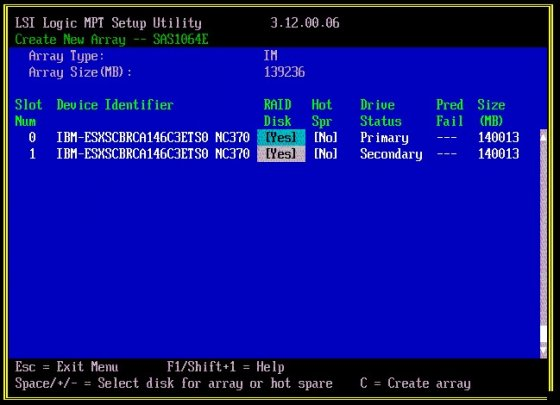 LSI Logic MPT Setup Utility 3.12.00.06
Create New Array -- SAS1064E
Array Type: IM
Array Size(MB): 139236
Slot Device Identifier RAID Hot Drive Pred Size
Num Disk Spr Status Fail (MB)
0 IBM-ESXSCBRCA146C3ETS0 NC370 [Yes] [No] Primary --- 140013
1 IBM-ESXSCBRCA146C3ETS0 NC370 [Yes] [No] Secondary --- 140013
Esc = Exit Menu F1/Shift+1 = Help
Space/+/- = Select disk for array or hot spare C = Create array